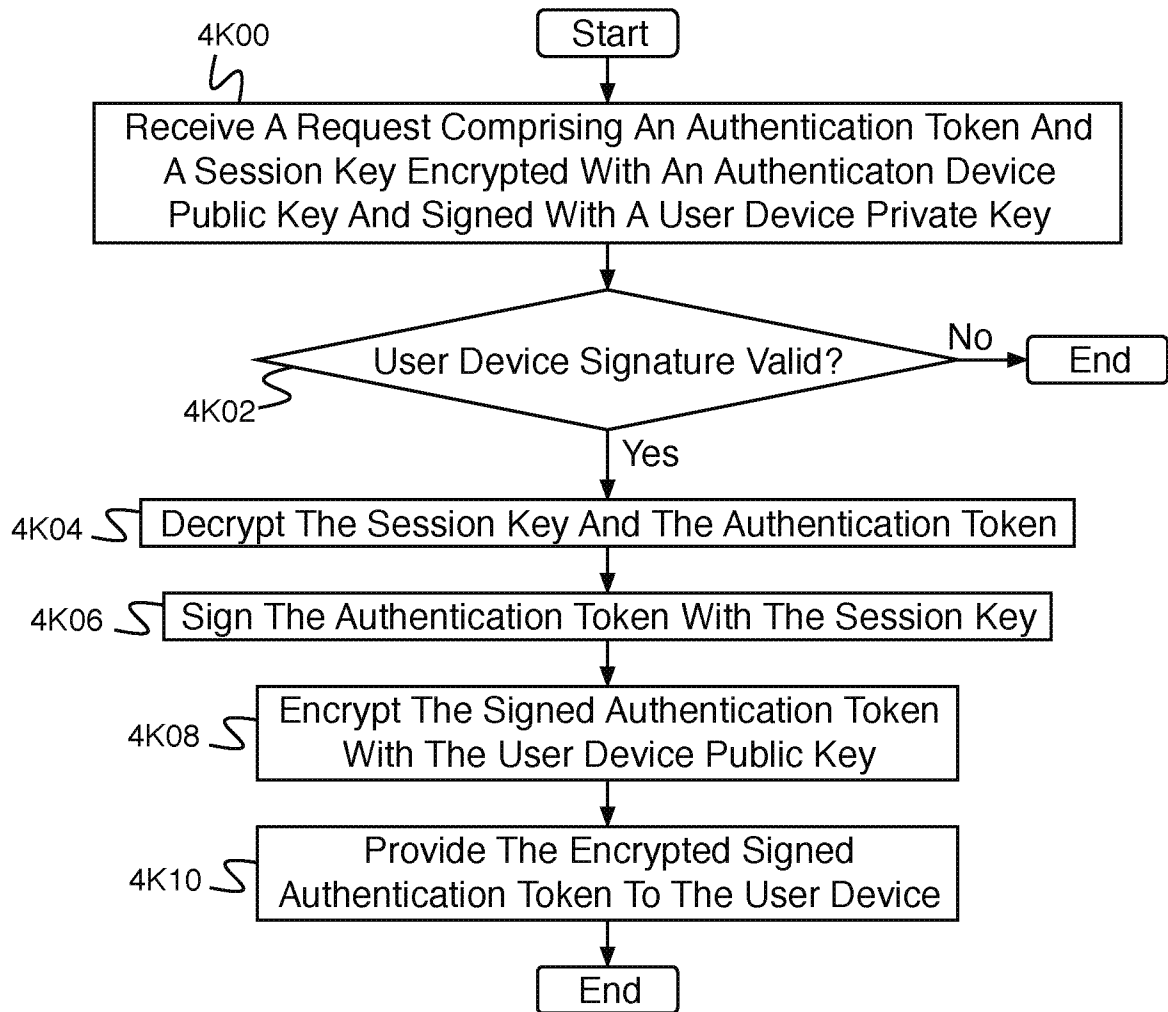 Start
4K00
Receive A Request Comprising An Authentication Token And
A Session Key Encrypted With An Authenticaton Device
Public Key And Signed With A User Device Private Key
User Device Signature Valid?
No
End
4K02
Yes
4K04
Decrypt The Session Key And The Authentication Token
4K06
Sign The Authentication Token With The Session Key
4K08
Encrypt The Signed Authentication Token
With The User Device Public Key
4K10
Provide The Encrypted Signed
Authentication Token To The User Device
End